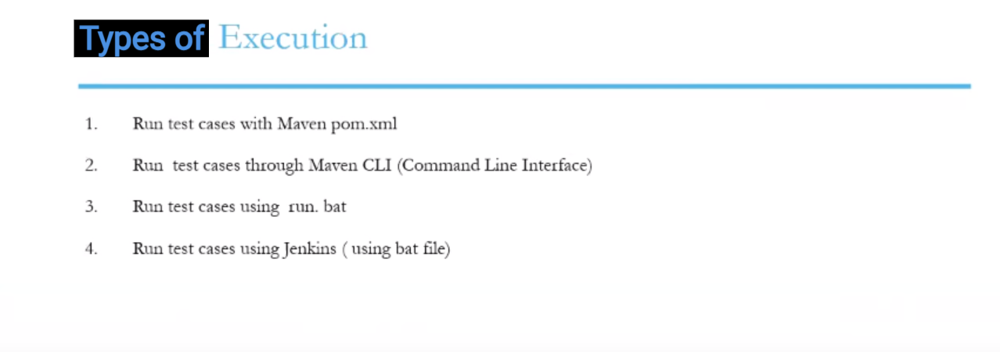 Types of Execution
1. Run test cases with Maven pom.xml
2. Run test cases through Maven CLI (Command Line Interface)
3. Run test cases using run. bat
4. Run test cases using Jenkins ( using bat file)